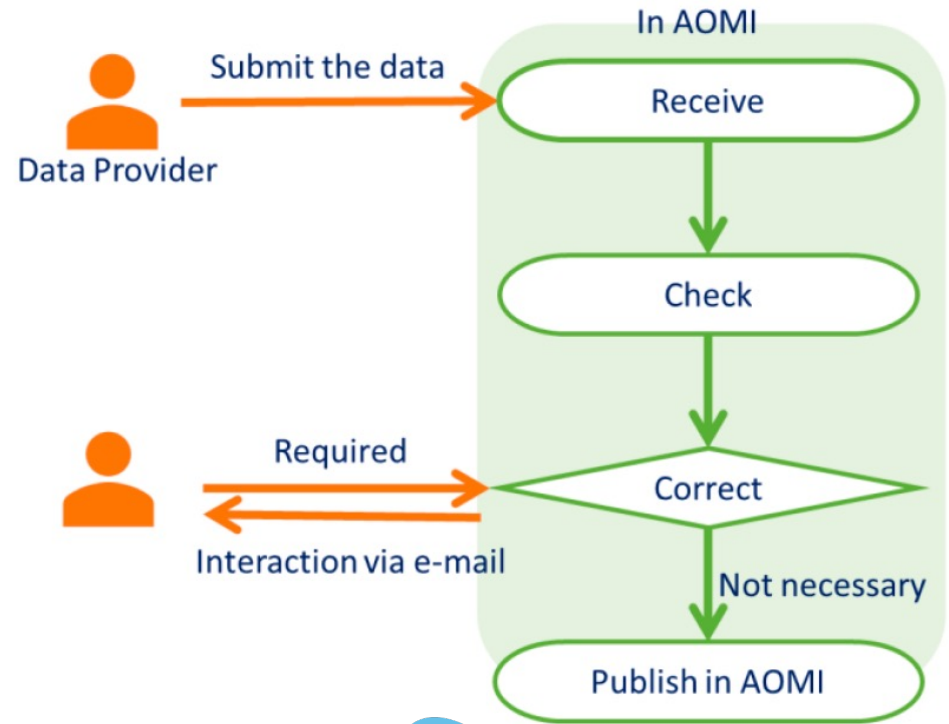 In AOMI
Submit the data
Receive
Data Provider
Check
Required
Correct
Interaction via e-mail
Not necessary
Publish in AOMI